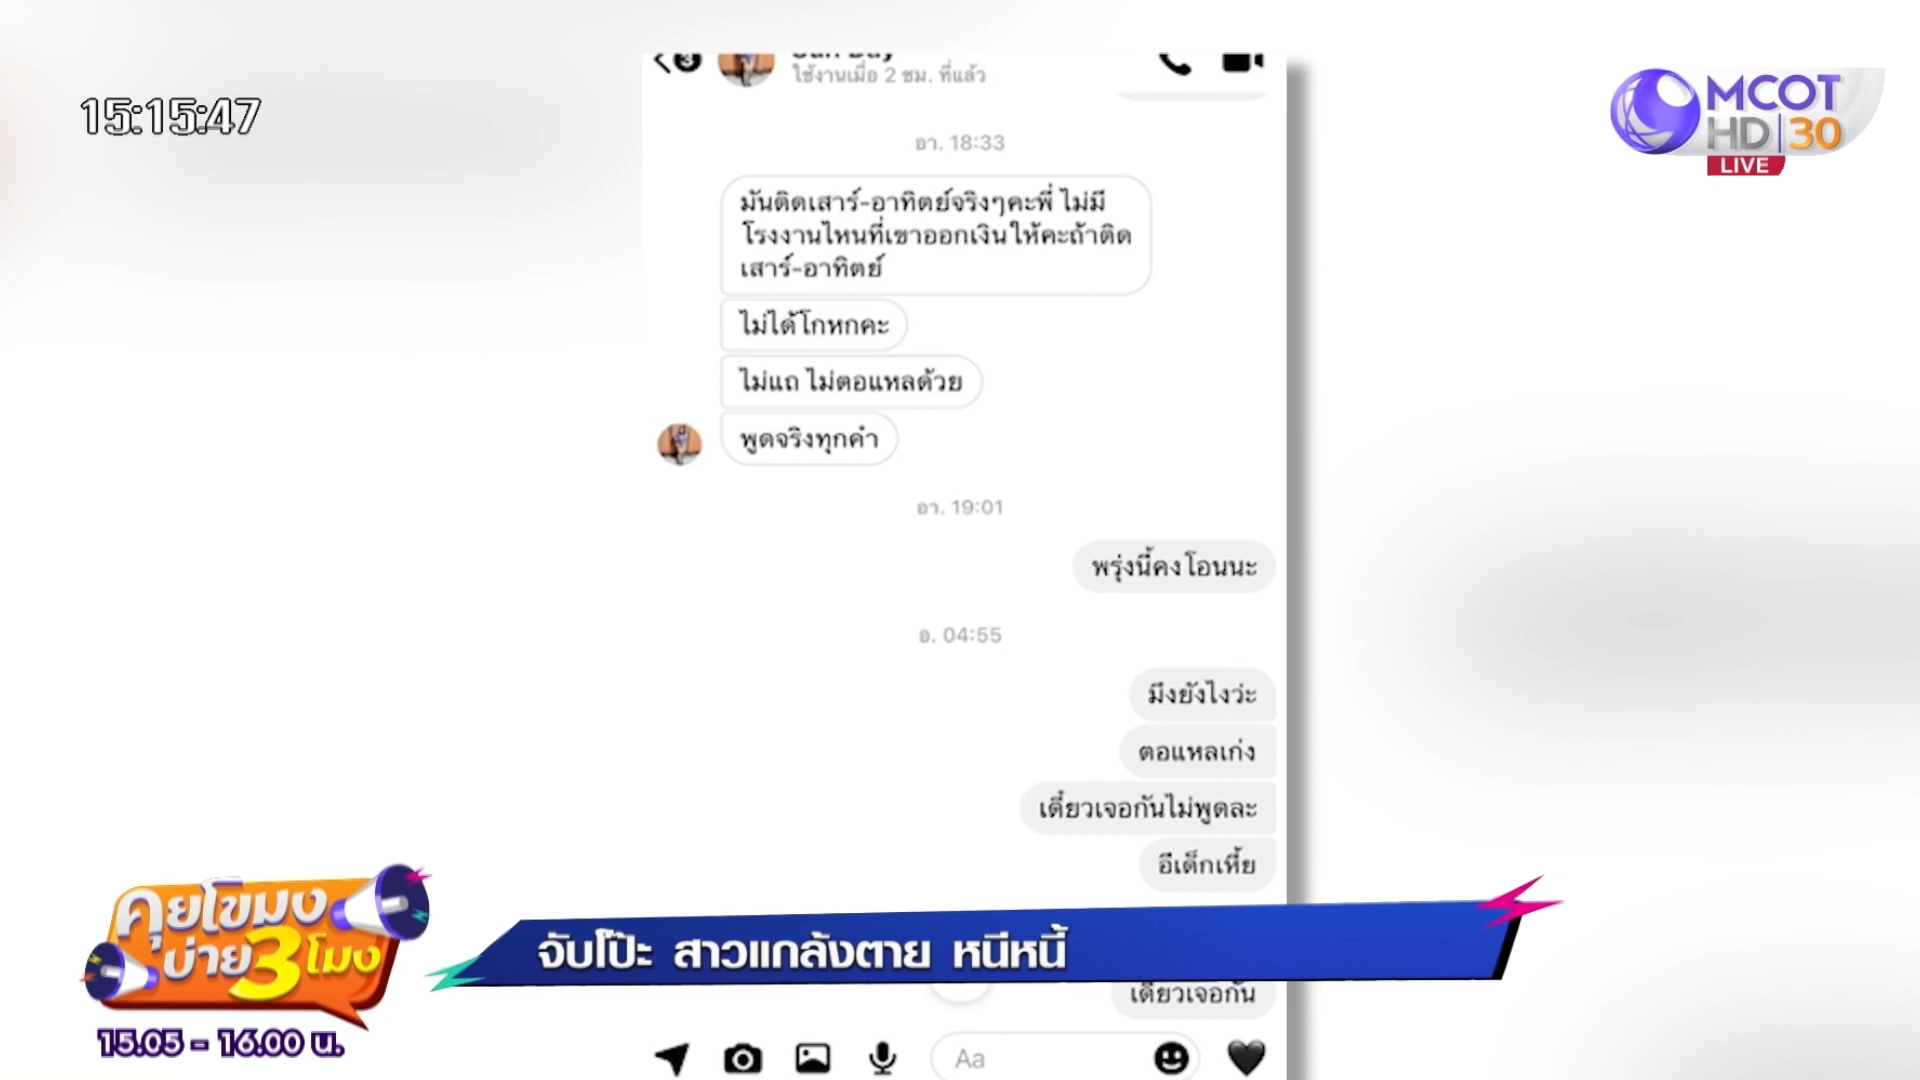 15:15:47
MCOT
HD 30
LIVE
3
ใช้งานเมื่อ 2 ชม. ที่แล้ว
อา. 18:33
มันติดเสาร์-อาทิตย์จริงๆคะพี่ ไม่มี
โรงงานไหนที่เขาออกเงินให้คะถ้าติด
เสาร์-อาทิตย์
ไม่ได้โกหกคะ
ไม่แถ ไม่ตอแหลด้วย
พูดจริงทุกคำ
อา. 19:01
พรุ่งนี้คงโอนนะ
อ. 04:55
มึงยังไงว่ะ
ตอแหลเก่ง
เดี๋ยวเจอกันไม่พูดละ
อีเด็กเหี้ย
คุยโขมง
บ่าย3โมง
15.05 - 16.00 น.
จับโป๊ะ สาวแกล้งตาย หนีหนี้
เดี๋ยวเจอกัน
Aa